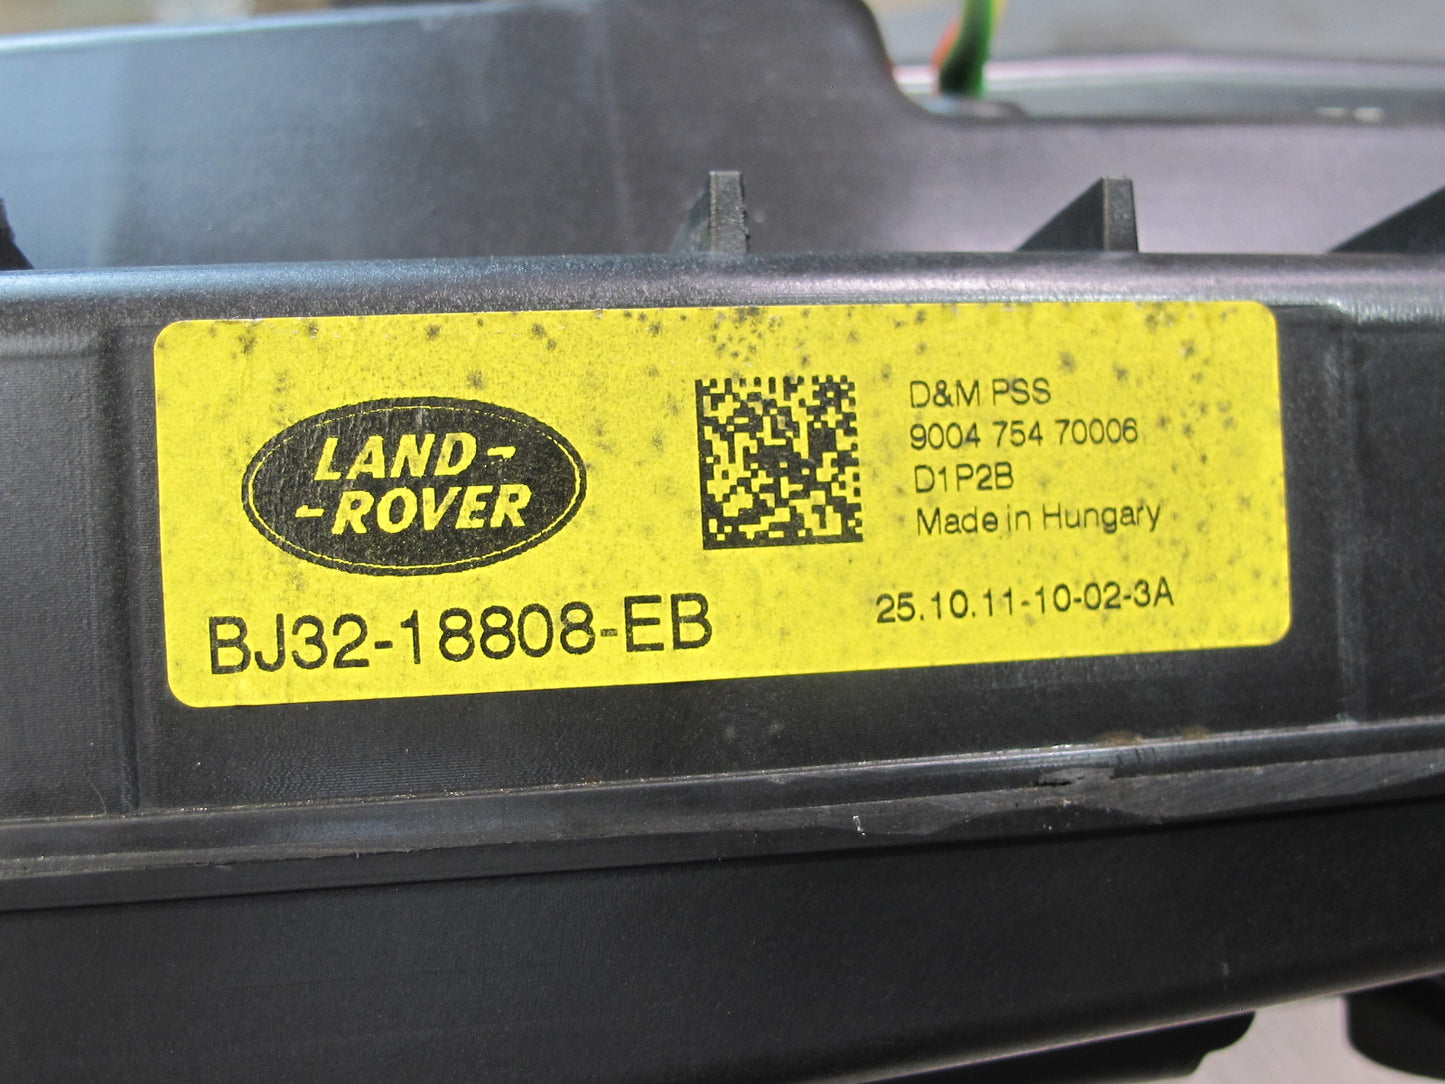 LAND-
-ROVER
BJ32-18808-EB
D&M PSS
9004 754 70006
D1P2B
Made in Hungary
25.10.11-10-02-3A